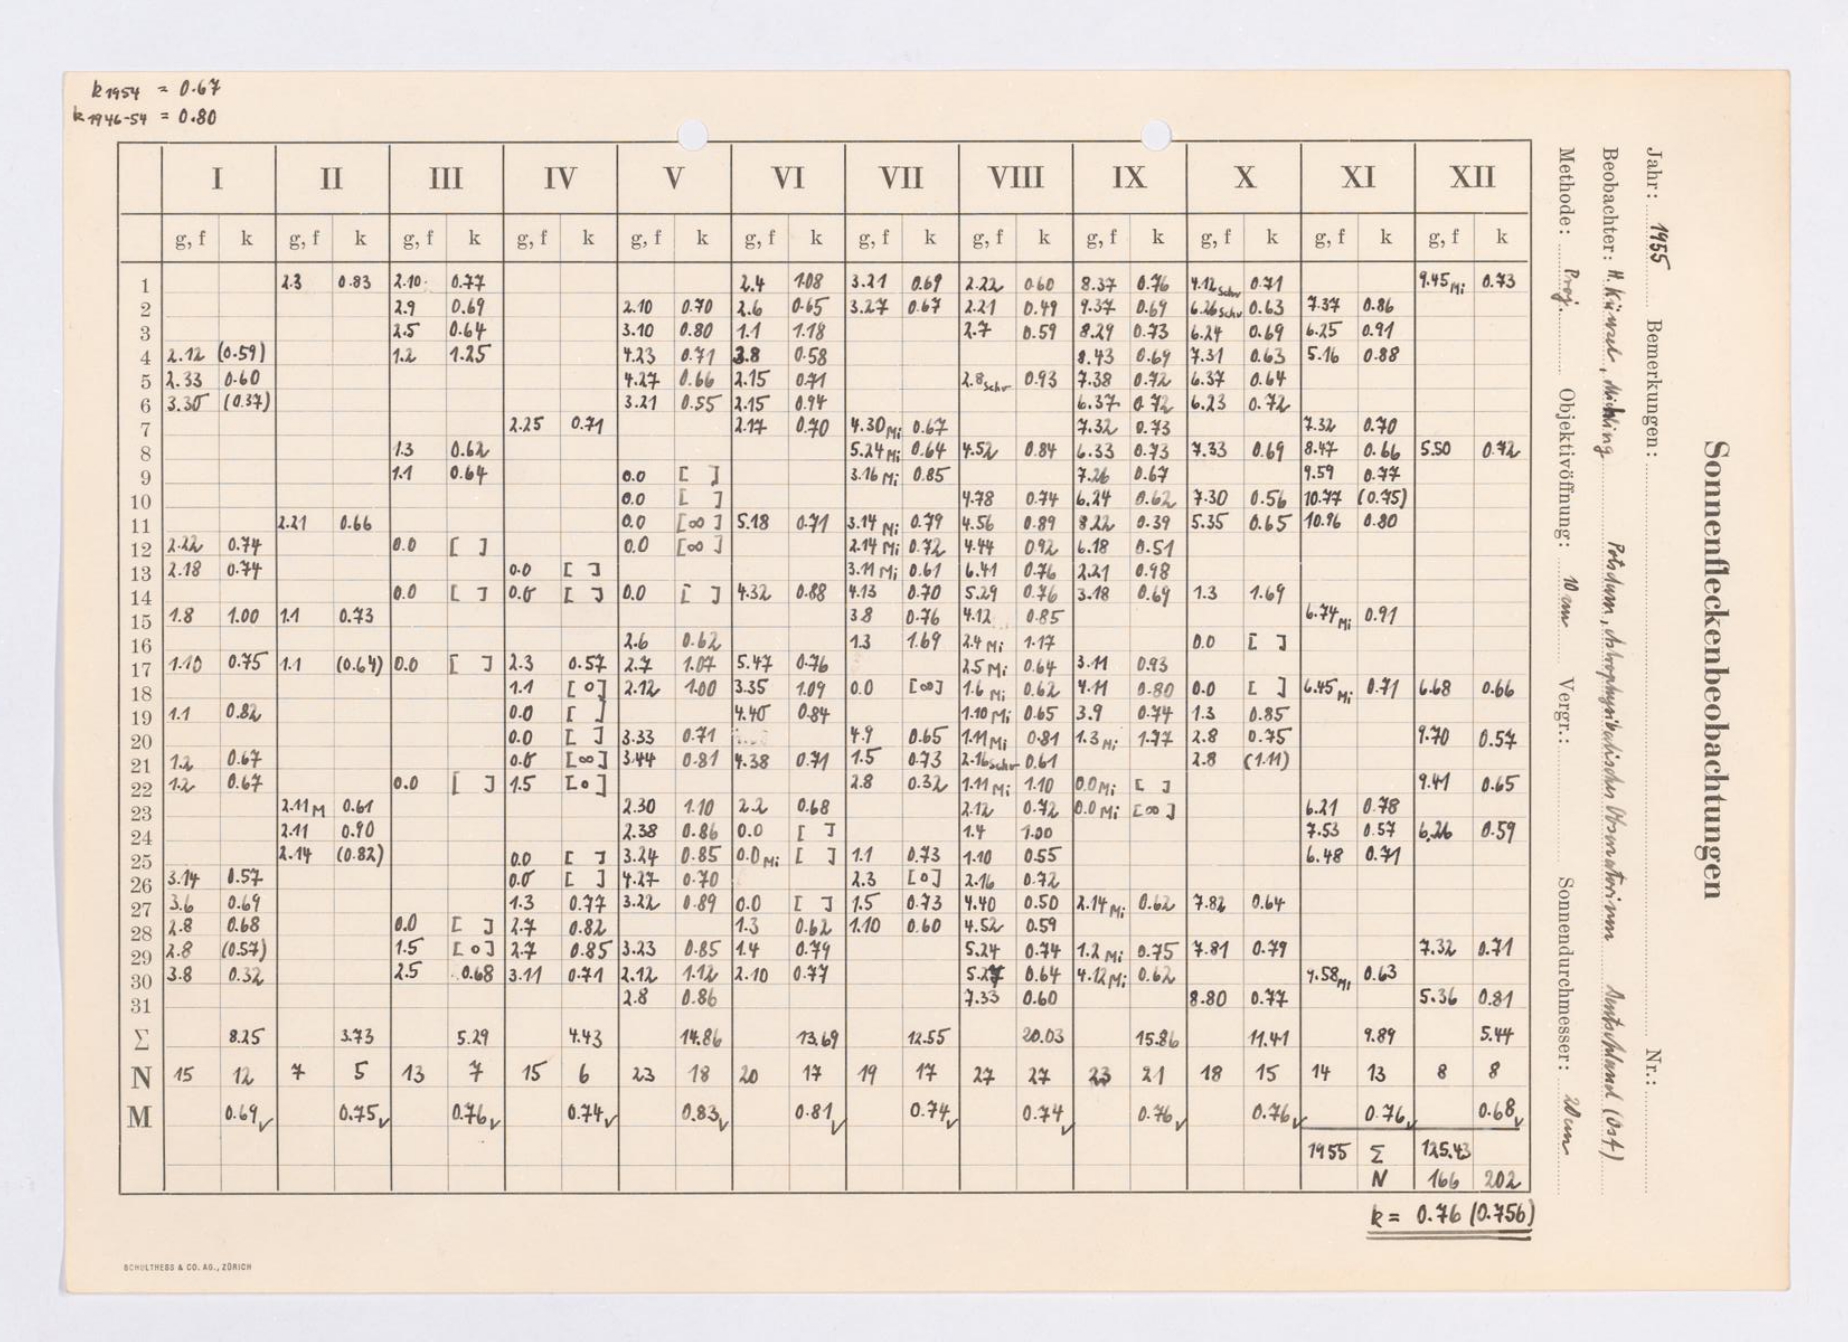 k 1954 = 0.67
k 1946-54 = 0.80
I II III IV V VI VII VIII IX X XI XII
g, f k g, f k g, f k g, f k g, f k g, f k g, f k g, f k g, f k g, f k g, f k g, f k
1 2.3 0.83 2.10 0.77 2.4 1.08 3.21 0.69 2.22 0.60 8.37 0.76 4.12 Schr 0.71 9.45 Mi 0.73
2 2.9 0.69 2.10 0.70 2.6 0.65 3.27 0.67 2.21 0.49 9.37 0.69 6.26 Schr 0.63 7.37 0.86
3 2.5 0.64 3.10 0.80 1.1 1.18 2.7 0.59 8.29 0.73 6.24 0.69 6.25 0.91
4 2.12 (0.59) 1.2 1.25 4.23 0.71 3.8 0.58 8.43 0.69 7.31 0.63 5.16 0.88
5 2.33 0.60 4.27 0.66 2.15 0.71 2.8 Schr 0.93 7.38 0.72 6.37 0.64
6 3.30 (0.37) 3.21 0.55 2.15 0.94 6.37 0.72 6.23 0.72
7 2.25 0.71 2.17 0.70 4.30 Mi 0.67 7.32 0.73 7.32 0.70
8 1.3 0.62 5.24 Mi 0.64 4.52 0.84 6.33 0.73 7.33 0.69 8.47 0.66 5.50 0.72
9 1.1 0.64 0.0 [ ] 3.16 Mi 0.85 7.26 0.67 9.59 0.77
10 0.0 [ ] 4.78 0.74 6.24 0.62 7.30 0.56 10.77 (0.75)
11 2.21 0.66 0.0 [∞] 5.18 0.71 3.14 Mi 0.79 4.56 0.89 8.22 0.39 5.35 0.65 10.96 0.80
12 2.22 0.74 0.0 [ ] 0.0 [∞] 2.14 Mi 0.72 4.44 0.92 6.18 0.51
13 2.18 0.74 0.0 [ ] 3.11 Mi 0.61 6.41 0.76 2.21 0.98
14 0.0 [ ] 0.0 [ ] 0.0 [ ] 4.32 0.88 4.13 0.70 5.29 0.76 3.18 0.69 1.3 1.69
15 1.8 1.00 1.1 0.73 3.8 0.76 4.12 0.85 6.74 Mi 0.91
16 2.6 0.62 1.3 1.69 2.4 Mi 1.17 0.0 [ ]
17 1.10 0.75 1.1 (0.64) 0.0 [ ] 2.3 0.57 2.7 1.07 5.47 0.76 2.5 Mi 0.64 3.11 0.93
18 1.1 [o] 2.12 1.00 3.35 1.09 0.0 [∞] 1.6 Mi 0.62 4.11 0.80 0.0 [ ] 6.45 Mi 0.71 6.68 0.66
19 1.1 0.82 0.0 [ ] 4.40 0.84 1.10 Mi 0.65 3.9 0.74 1.3 0.85
20 0.0 [ ] 3.33 0.71 4.9 0.65 1.11 Mi 0.81 1.3 Mi 1.77 2.8 0.75 9.70 0.57
21 1.2 0.67 0.0 [∞] 3.44 0.81 4.38 0.71 1.5 0.73 2.16 Schr 0.61 2.8 (1.11)
22 1.2 0.67 0.0 [ ] 1.5 [o] 2.8 0.32 1.11 Mi 1.10 0.0 Mi [ ] 9.41 0.65
23 2.11 M 0.61 2.30 1.10 2.2 0.68 2.12 0.72 0.0 Mi [∞] 6.21 0.78
24 2.11 0.90 2.38 0.86 0.0 [ ] 1.4 1.00 7.53 0.57 6.26 0.59
25 2.14 (0.82) 0.0 [ ] 3.24 0.85 0.0 Mi [ ] 1.1 0.73 1.10 0.55 6.48 0.71
26 3.14 0.57 0.0 [ ] 4.27 0.70 2.3 [o] 2.16 0.72
27 3.6 0.69 1.3 0.77 3.22 0.89 0.0 [ ] 1.5 0.73 4.40 0.50 2.14 Mi 0.62 7.82 0.64
28 2.8 0.68 0.0 [ ] 2.7 0.82 1.3 0.62 1.10 0.60 4.52 0.59
29 2.8 (0.57) 1.5 [o] 2.7 0.85 3.23 0.85 1.4 0.79 5.24 0.74 1.2 Mi 0.75 7.81 0.79 7.32 0.71
30 3.8 0.32 2.5 0.68 3.11 0.71 2.12 1.12 2.10 0.77 5.27 0.64 4.12 Mi 0.62 4.58 Mi 0.63
31 2.8 0.86 7.33 0.60 8.80 0.77 5.36 0.81
Σ 8.25 3.73 5.29 4.43 14.86 13.69 12.55 20.03 15.86 11.41 9.89 5.44
N 15 12 7 5 13 7 15 6 23 18 20 17 19 17 27 27 23 21 18 15 14 13 8 8
M 0.69 0.75 0.76 0.74 0.83 0.81 0.74 0.74 0.76 0.76 0.76 0.68
1955 Σ 125.43
N 166 202
k = 0.76 (0.756)
SCHULTHESS & CO. AG., ZÜRICH
Sonnenfleckenbeobachtungen
Jahr: 1955 Bemerkungen: Nr.:
Beobachter: H. Künzel, Potsdam, Astrophysikalisches Observatorium Deutschland (Ost)
Methode: Proj. Objektivöffnung: 10 cm Vergr.: Sonnendurchmesser: 20 cm